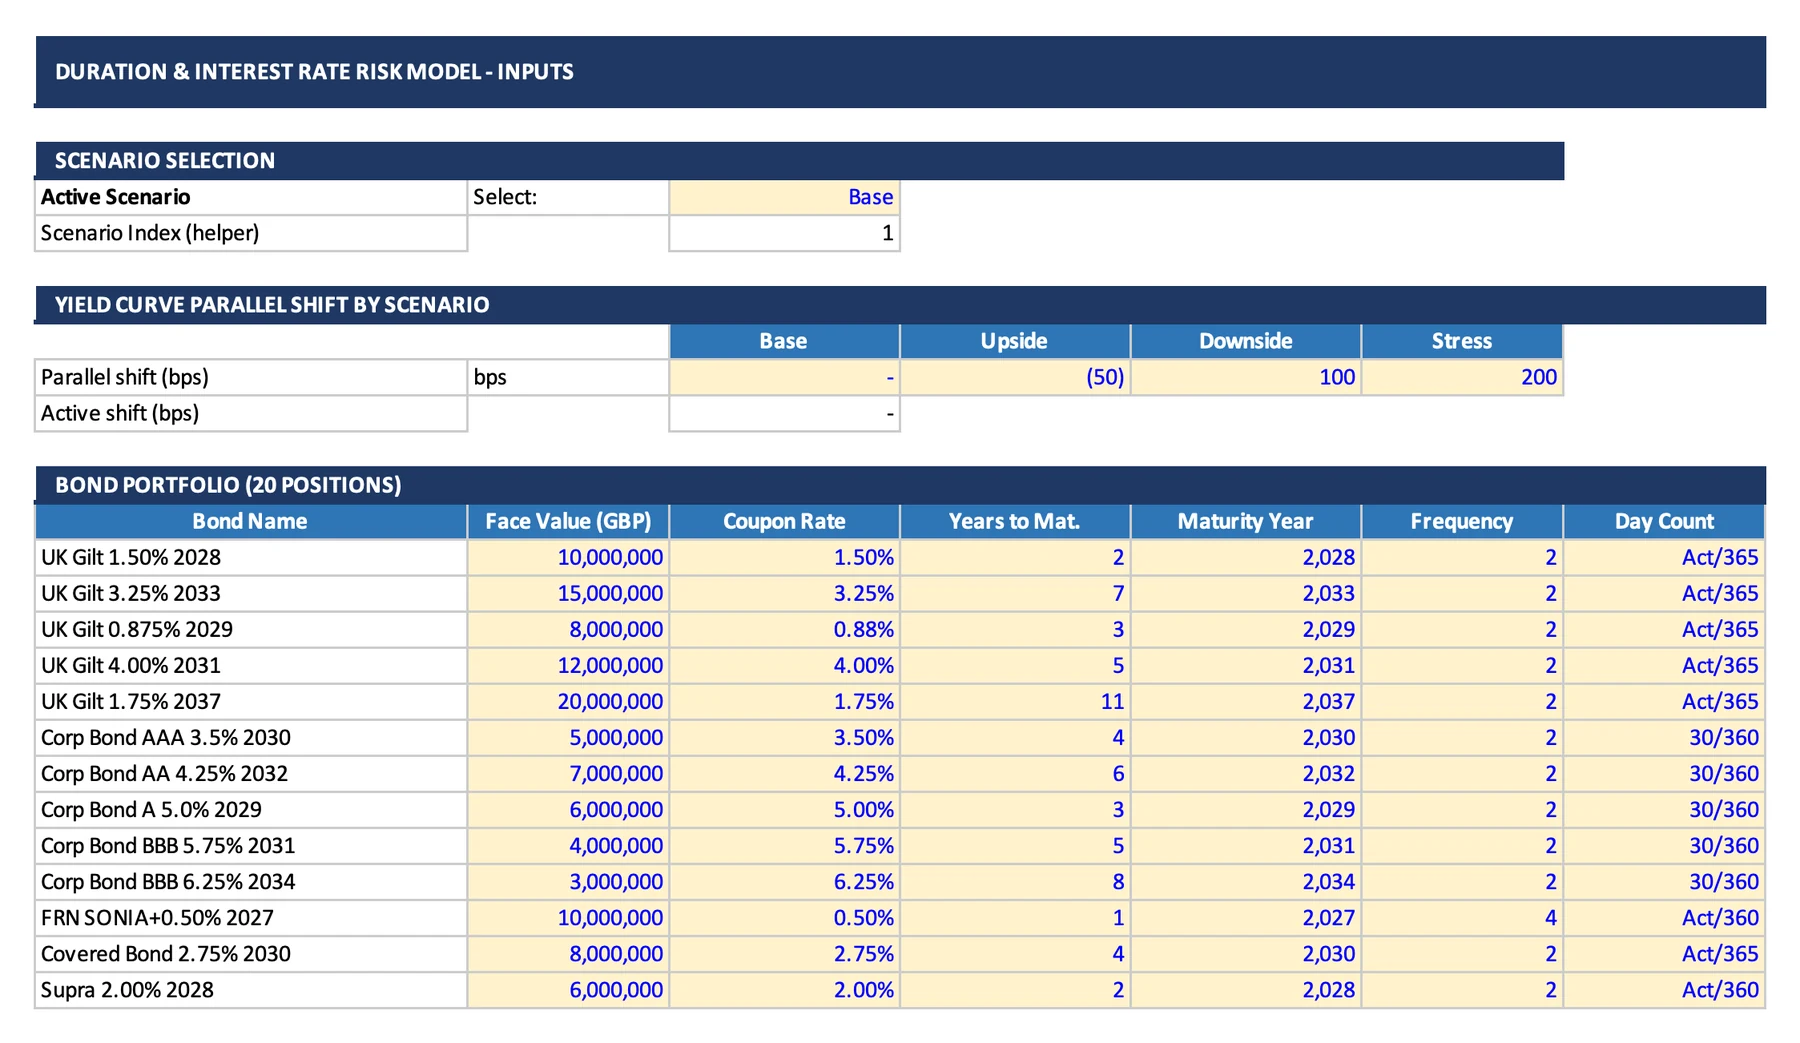 DURATION & INTEREST RATE RISK MODEL - INPUTS
SCENARIO SELECTION
Active Scenario Select: Base
Scenario Index (helper) 1
YIELD CURVE PARALLEL SHIFT BY SCENARIO
Base Upside Downside Stress
Parallel shift (bps) bps - (50) 100 200
Active shift (bps) -
BOND PORTFOLIO (20 POSITIONS)
Bond Name Face Value (GBP) Coupon Rate Years to Mat. Maturity Year Frequency Day Count
UK Gilt 1.50% 2028 10,000,000 1.50% 2 2,028 2 Act/365
UK Gilt 3.25% 2033 15,000,000 3.25% 7 2,033 2 Act/365
UK Gilt 0.875% 2029 8,000,000 0.88% 3 2,029 2 Act/365
UK Gilt 4.00% 2031 12,000,000 4.00% 5 2,031 2 Act/365
UK Gilt 1.75% 2037 20,000,000 1.75% 11 2,037 2 Act/365
Corp Bond AAA 3.5% 2030 5,000,000 3.50% 4 2,030 2 30/360
Corp Bond AA 4.25% 2032 7,000,000 4.25% 6 2,032 2 30/360
Corp Bond A 5.0% 2029 6,000,000 5.00% 3 2,029 2 30/360
Corp Bond BBB 5.75% 2031 4,000,000 5.75% 5 2,031 2 30/360
Corp Bond BBB 6.25% 2034 3,000,000 6.25% 8 2,034 2 30/360
FRN SONIA+0.50% 2027 10,000,000 0.50% 1 2,027 4 Act/360
Covered Bond 2.75% 2030 8,000,000 2.75% 4 2,030 2 Act/365
Supra 2.00% 2028 6,000,000 2.00% 2 2,028 2 Act/360